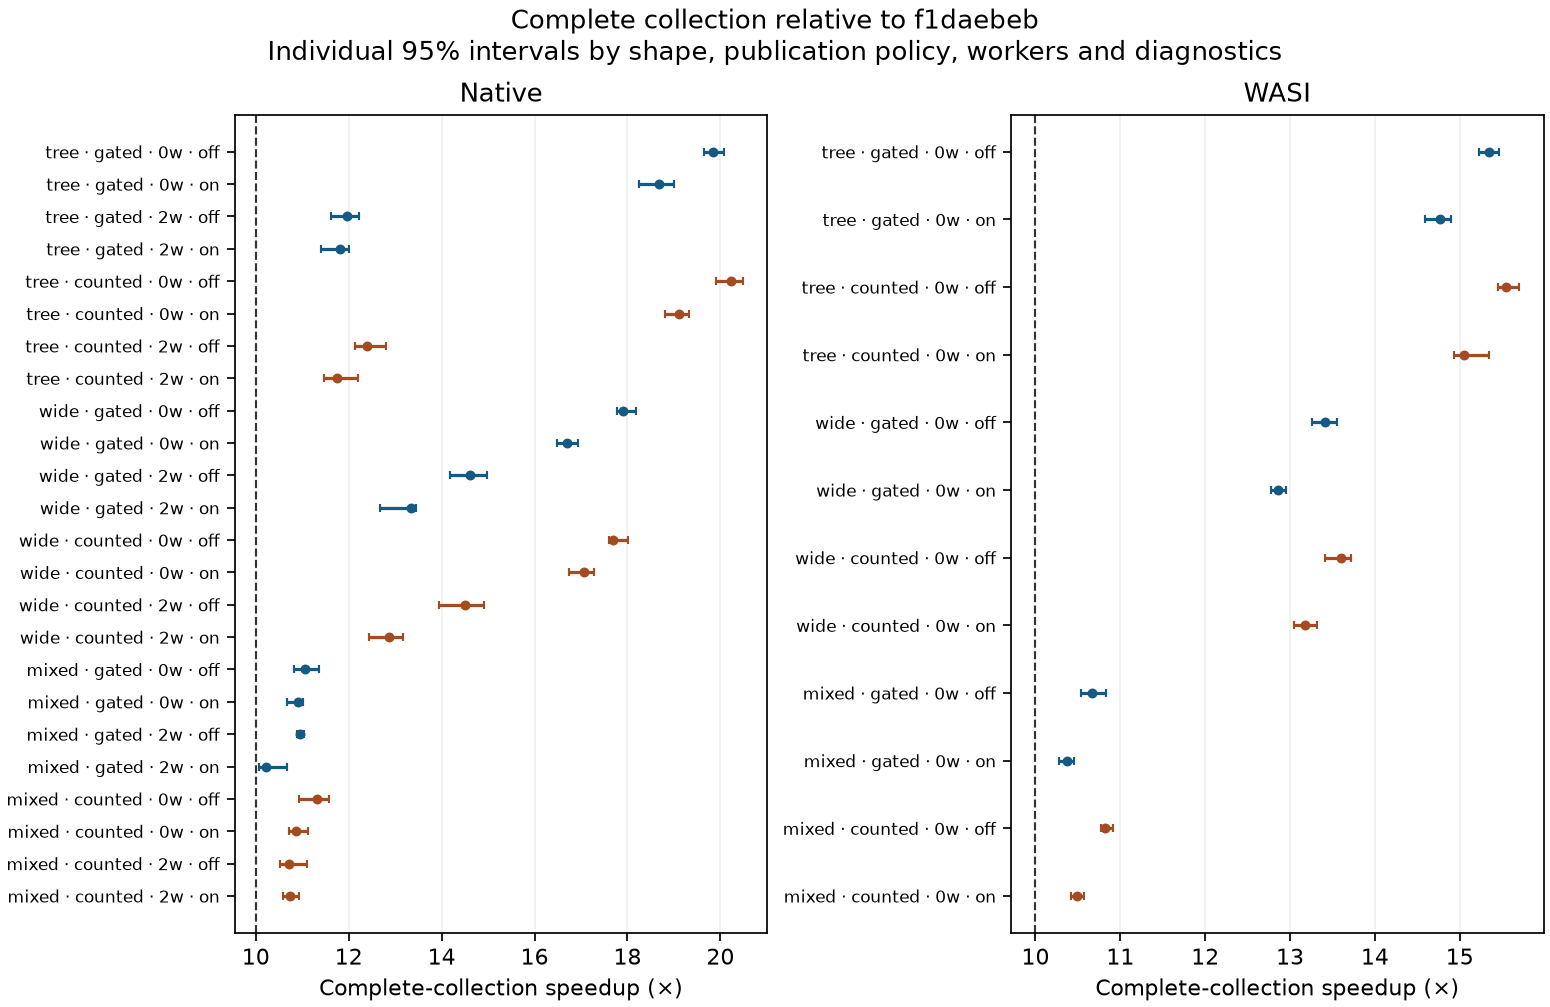 Complete collection relative to f1daebeb
Individual 95% intervals by shape, publication policy, workers and diagnostics
Native
tree · gated · 0w · off
tree · gated · 0w · on
tree · gated · 2w · off
tree · gated · 2w · on
tree · counted · 0w · off
tree · counted · 0w · on
tree · counted · 2w · off
tree · counted · 2w · on
wide · gated · 0w · off
wide · gated · 0w · on
wide · gated · 2w · off
wide · gated · 2w · on
wide · counted · 0w · off
wide · counted · 0w · on
wide · counted · 2w · off
wide · counted · 2w · on
mixed · gated · 0w · off
mixed · gated · 0w · on
mixed · gated · 2w · off
mixed · gated · 2w · on
mixed · counted · 0w · off
mixed · counted · 0w · on
mixed · counted · 2w · off
mixed · counted · 2w · on
10 12 14 16 18 20
Complete-collection speedup (×)
WASI
tree · gated · 0w · off
tree · gated · 0w · on
tree · counted · 0w · off
tree · counted · 0w · on
wide · gated · 0w · off
wide · gated · 0w · on
wide · counted · 0w · off
wide · counted · 0w · on
mixed · gated · 0w · off
mixed · gated · 0w · on
mixed · counted · 0w · off
mixed · counted · 0w · on
10 11 12 13 14 15
Complete-collection speedup (×)